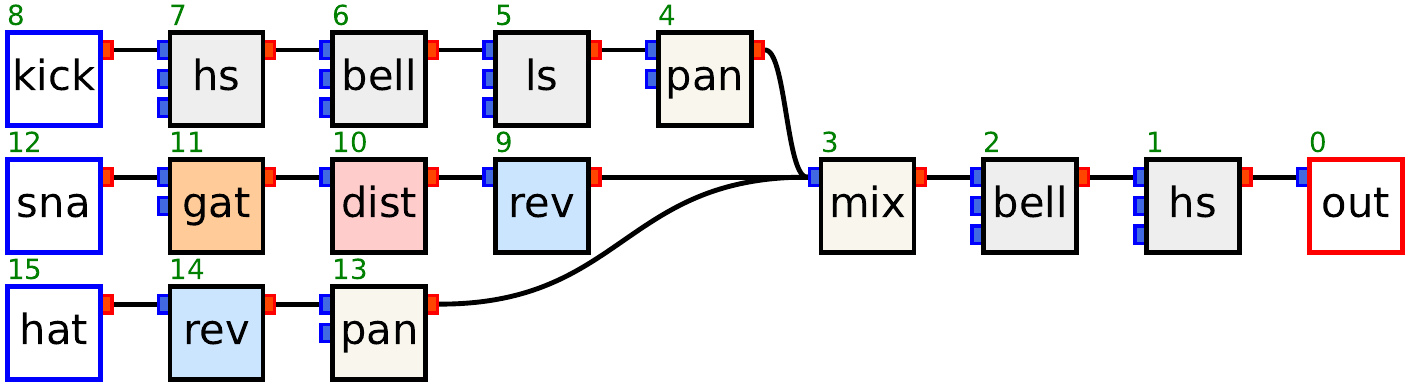 8 7 6 5 4
kick hs bell ls pan
12 11 10 9 3 2 1 0
sna gat dist rev mix bell hs out
15 14 13
hat rev pan